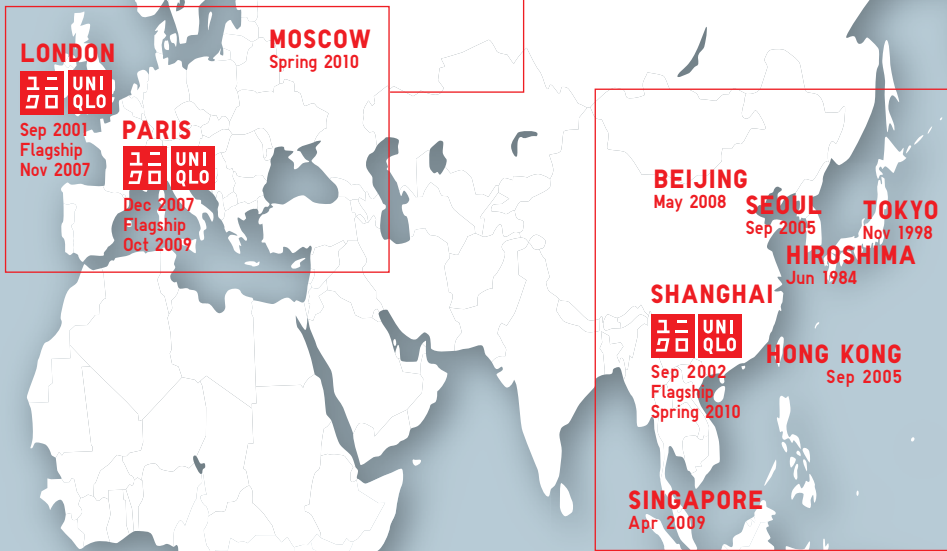 LONDON
ユニ UNI
クロ QLO
Sep 2001
Flagship
Nov 2007
PARIS
ユニ UNI
クロ QLO
Dec 2007
Flagship
Oct 2009
MOSCOW
Spring 2010
BEIJING
May 2008
SEOUL
Sep 2005
TOKYO
Nov 1998
HIROSHIMA
Jun 1984
SHANGHAI
ユニ UNI
クロ QLO
Sep 2002
Flagship
Spring 2010
HONG KONG
Sep 2005
SINGAPORE
Apr 2009